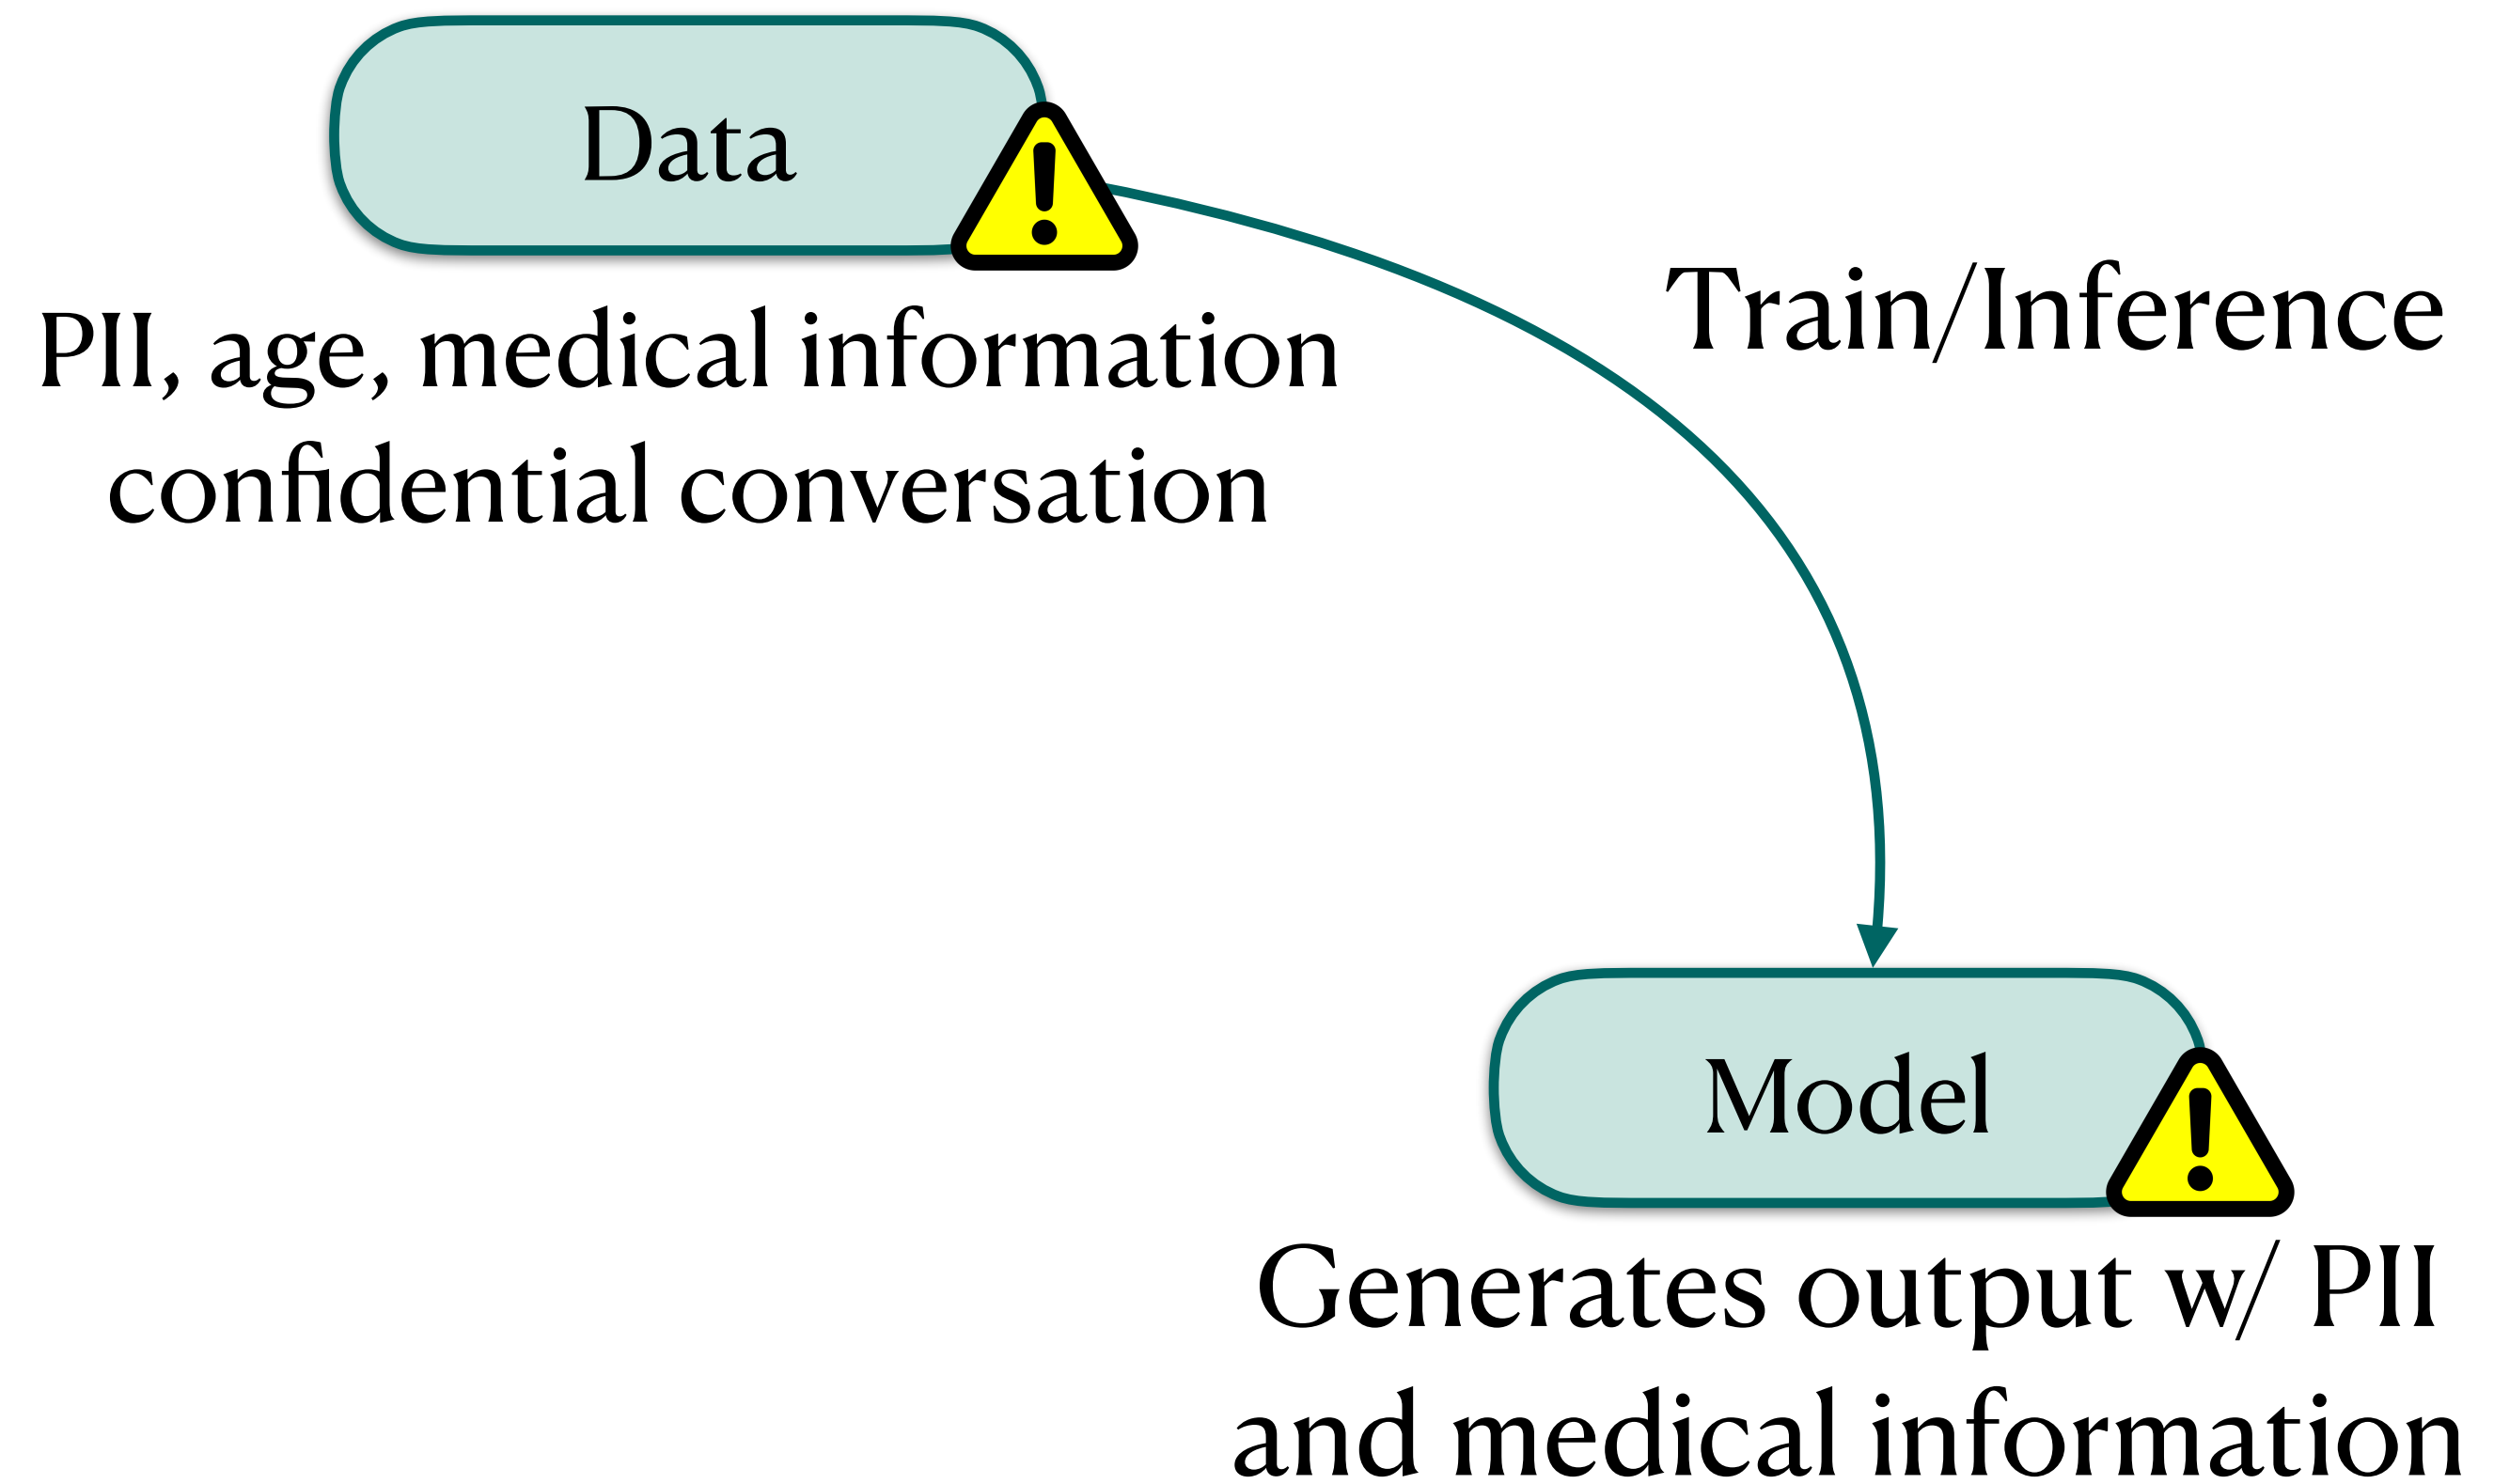 Data
PII, age, medical information
confidential conversation
Train/Inference
Model
Generates output w/ PII
and medical information